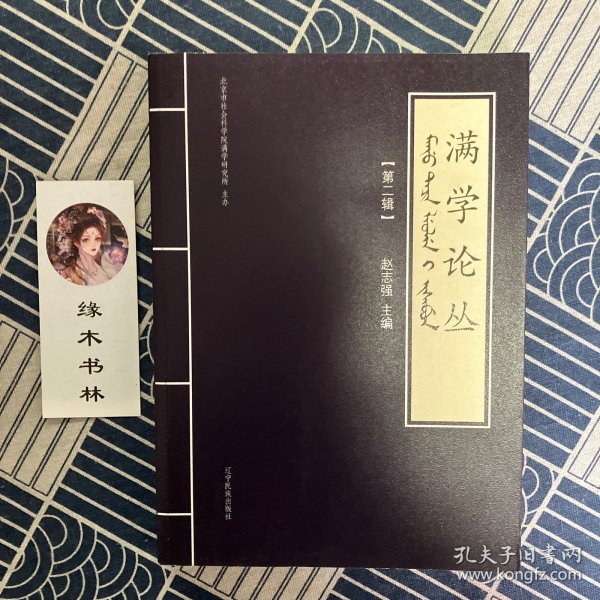 满学论丛
【第二辑】
赵志强 主编
北京市社会科学院满学研究所 主办
辽宁民族出版社
缘木书林
孔夫子旧书网
www.kongfz.com